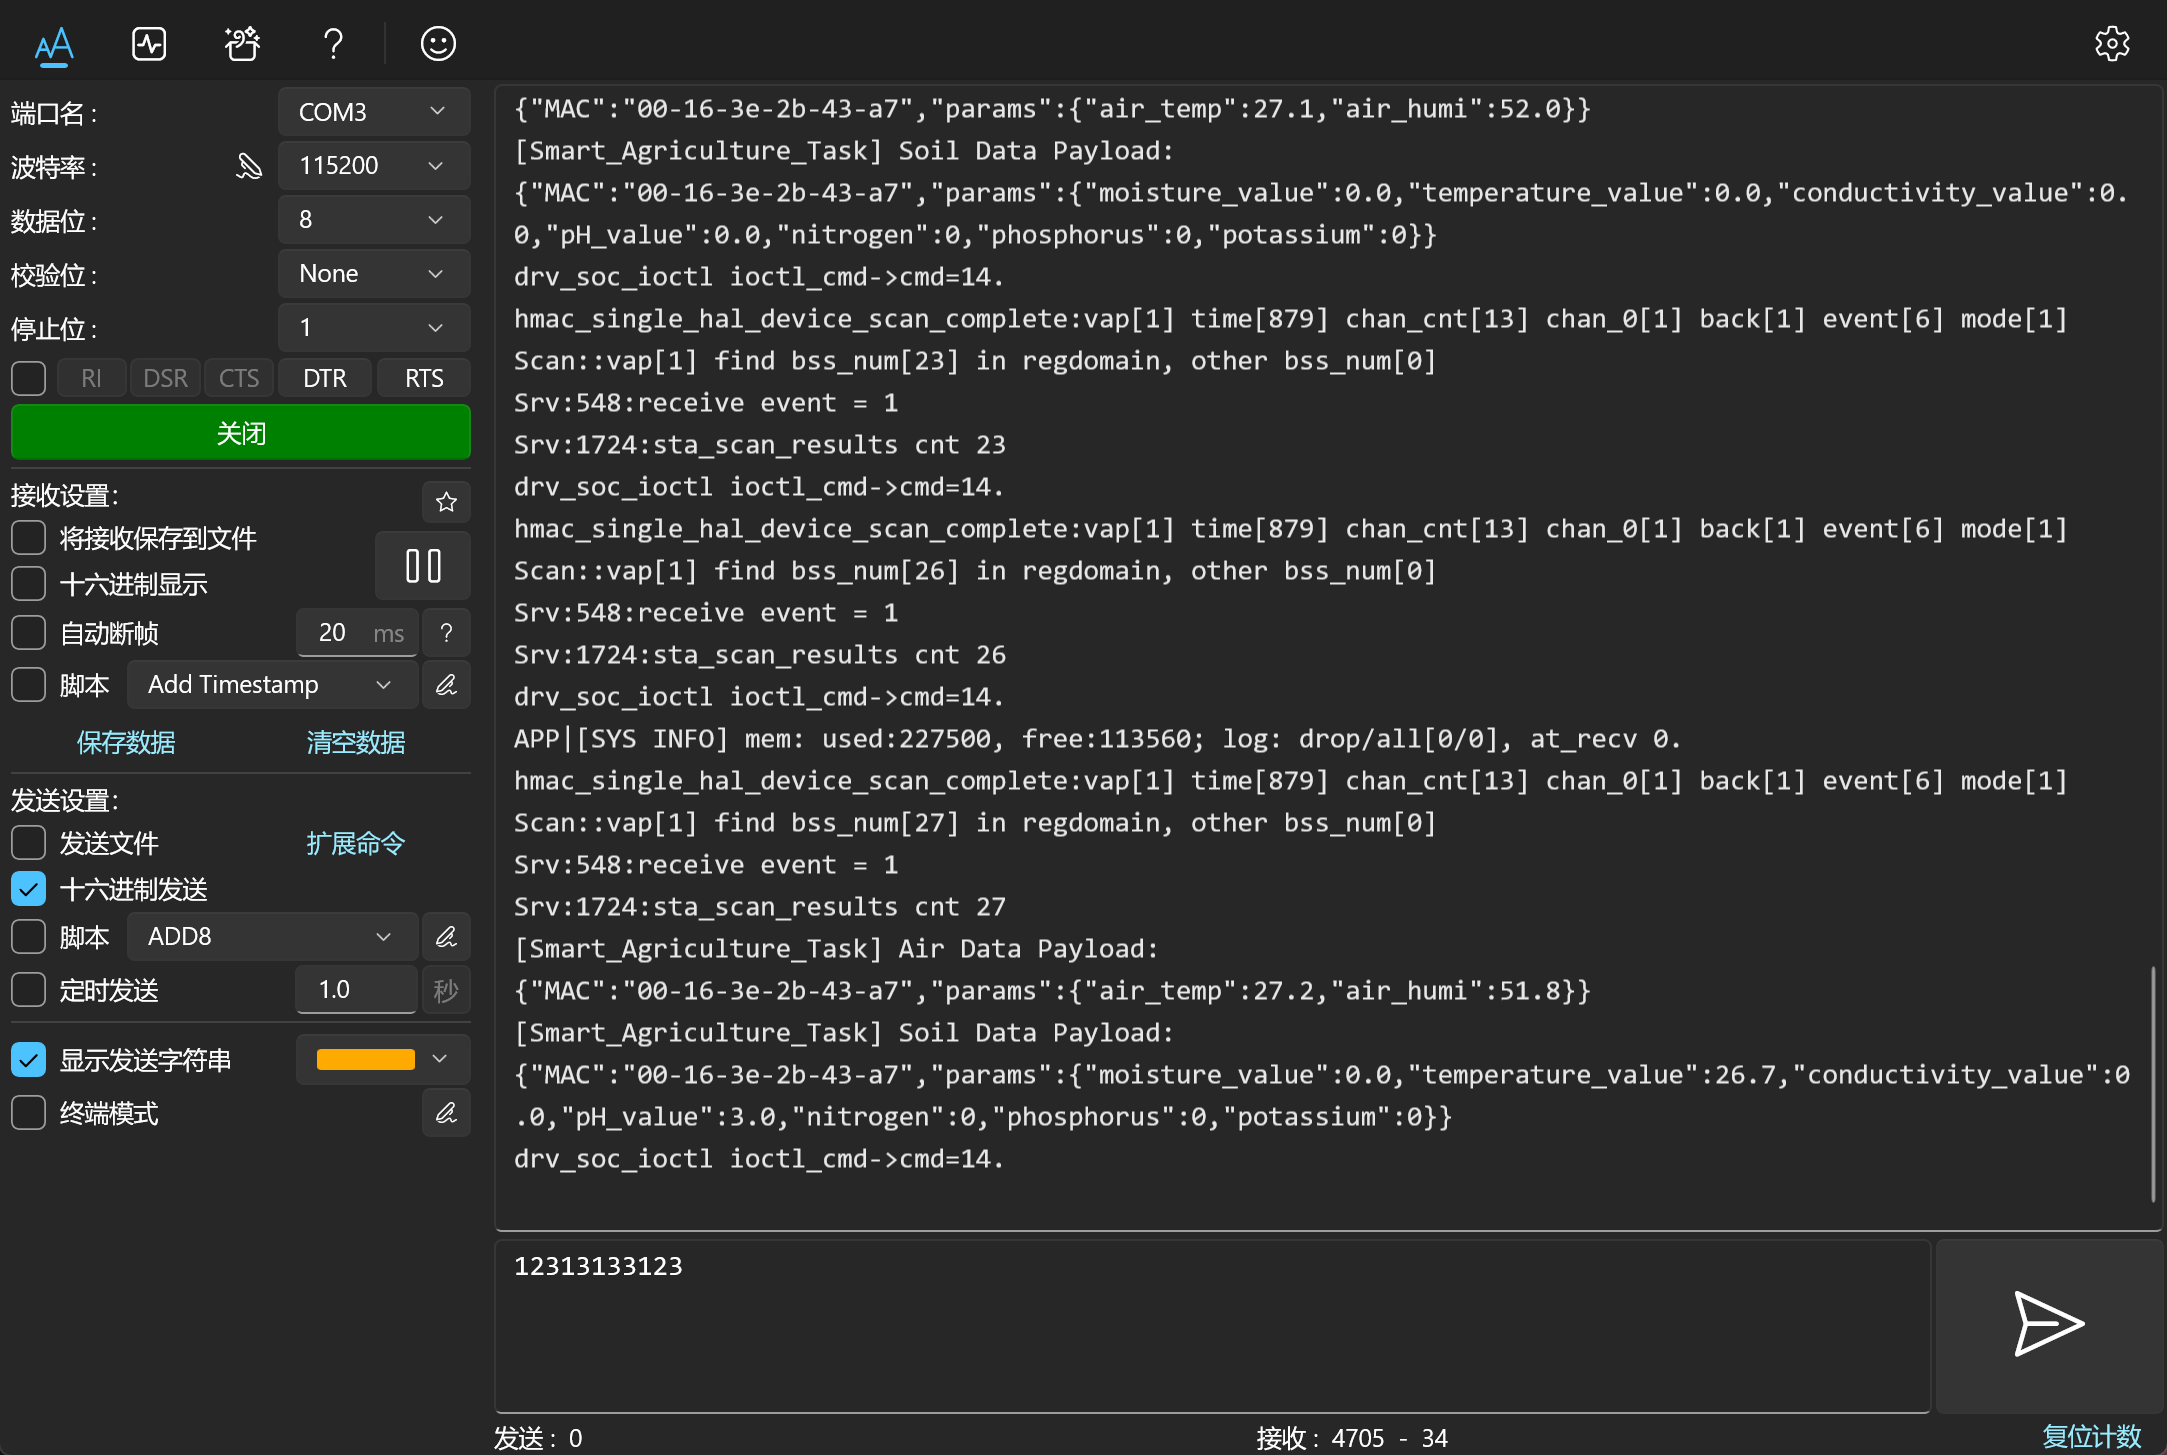 端口名 :
COM3
波特率 :
115200
数据位 :
8
校验位 :
None
停止位 :
1
RI DSR CTS DTR RTS
关闭
接收设置:
将接收保存到文件
十六进制显示
自动断帧
20 ms ?
脚本 Add Timestamp
保存数据 清空数据
发送设置:
发送文件 扩展命令
十六进制发送
脚本 ADD8
定时发送 1.0 秒
显示发送字符串
终端模式
{"MAC":"00-16-3e-2b-43-a7","params":{"air_temp":27.1,"air_humi":52.0}}
[Smart_Agriculture_Task] Soil Data Payload:
{"MAC":"00-16-3e-2b-43-a7","params":{"moisture_value":0.0,"temperature_value":0.0,"conductivity_value":0.
0,"pH_value":0.0,"nitrogen":0,"phosphorus":0,"potassium":0}}
drv_soc_ioctl ioctl_cmd->cmd=14.
hmac_single_hal_device_scan_complete:vap[1] time[879] chan_cnt[13] chan_0[1] back[1] event[6] mode[1]
Scan::vap[1] find bss_num[23] in regdomain, other bss_num[0]
Srv:548:receive event = 1
Srv:1724:sta_scan_results cnt 23
drv_soc_ioctl ioctl_cmd->cmd=14.
hmac_single_hal_device_scan_complete:vap[1] time[879] chan_cnt[13] chan_0[1] back[1] event[6] mode[1]
Scan::vap[1] find bss_num[26] in regdomain, other bss_num[0]
Srv:548:receive event = 1
Srv:1724:sta_scan_results cnt 26
drv_soc_ioctl ioctl_cmd->cmd=14.
APP|[SYS INFO] mem: used:227500, free:113560; log: drop/all[0/0], at_recv 0.
hmac_single_hal_device_scan_complete:vap[1] time[879] chan_cnt[13] chan_0[1] back[1] event[6] mode[1]
Scan::vap[1] find bss_num[27] in regdomain, other bss_num[0]
Srv:548:receive event = 1
Srv:1724:sta_scan_results cnt 27
[Smart_Agriculture_Task] Air Data Payload:
{"MAC":"00-16-3e-2b-43-a7","params":{"air_temp":27.2,"air_humi":51.8}}
[Smart_Agriculture_Task] Soil Data Payload:
{"MAC":"00-16-3e-2b-43-a7","params":{"moisture_value":0.0,"temperature_value":26.7,"conductivity_value":0
.0,"pH_value":3.0,"nitrogen":0,"phosphorus":0,"potassium":0}}
drv_soc_ioctl ioctl_cmd->cmd=14.
12313133123
发送 : 0 接收 : 4705 - 34 复位计数